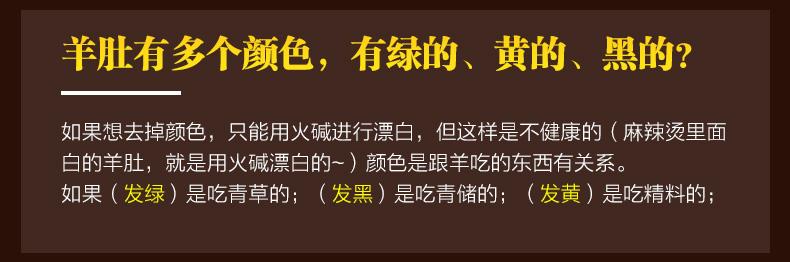 羊肚有多个颜色，有绿的、黄的、黑的？
如果想去掉颜色，只能用火碱进行漂白，但这样是不健康的（麻辣烫里面
白的羊肚，就是用火碱漂白的~）颜色是跟羊吃的东西有关系。
如果（发绿）是吃青草的；（发黑）是吃青储的；（发黄）是吃精料的；